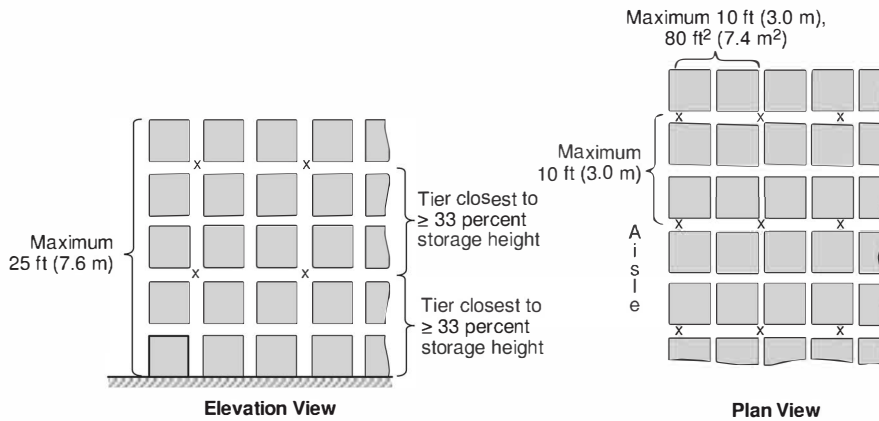 Maximum 10 ft (3.0 m),
80 ft² (7.4 m²)
Maximum
25 ft (7.6 m)
x x
x x
Tier closest to
≥ 33 percent
storage height
Tier closest to
≥ 33 percent
storage height
Elevation View
Maximum
10 ft (3.0 m)
Aisle
x x x
x x x
x x x
Plan View